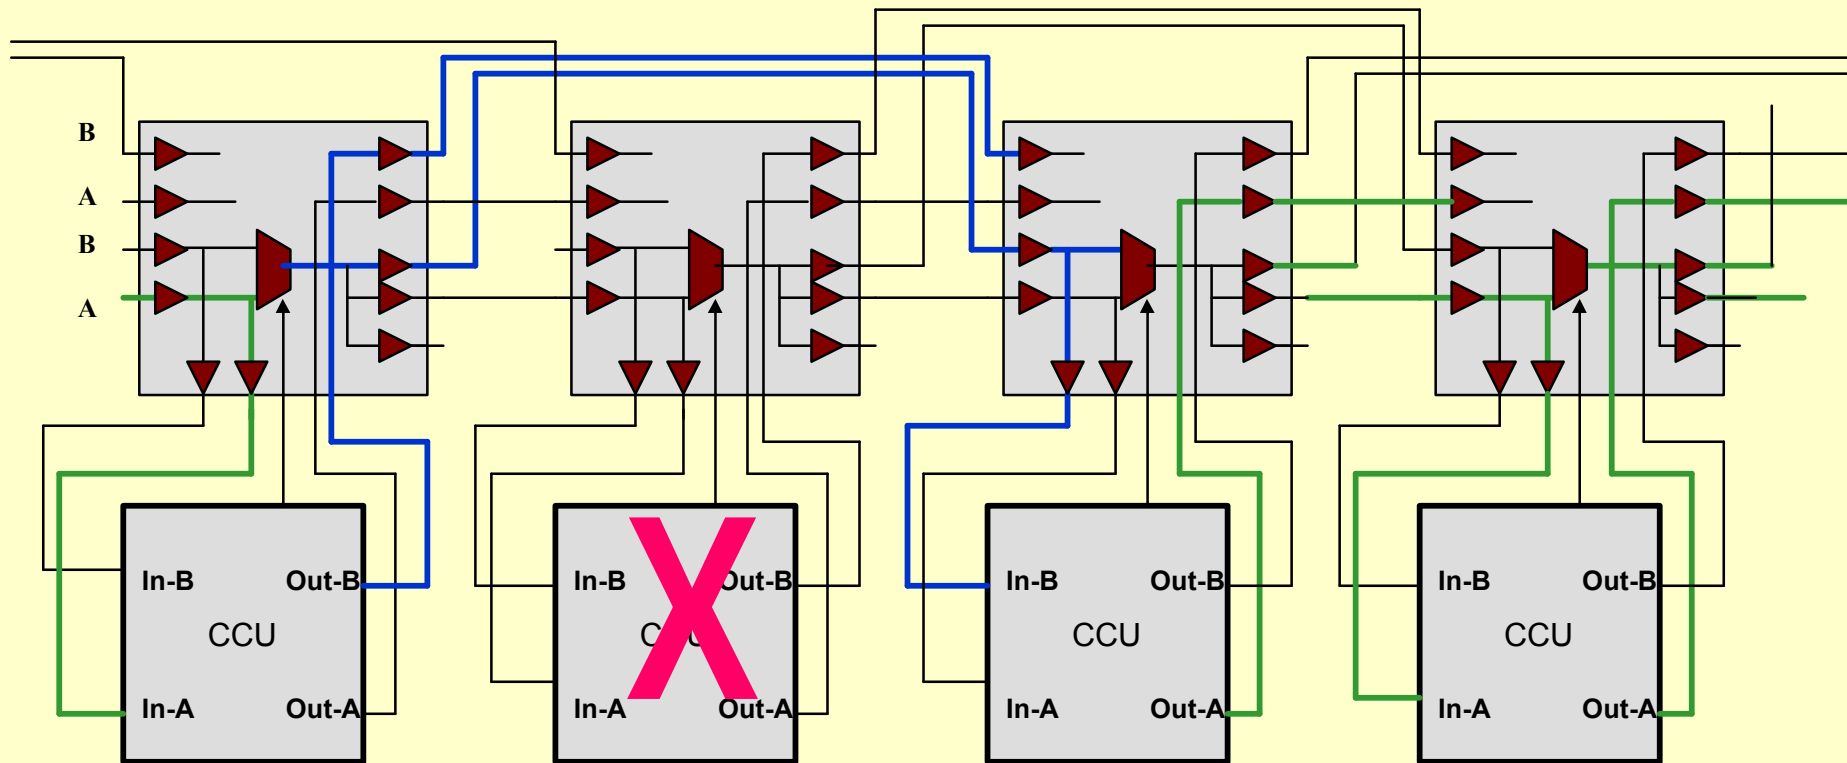 B
A
B
A
In-B Out-B
CCU
In-A Out-A
In-B Out-B
CCU
In-A Out-A
In-B Out-B
CCU
In-A Out-A
In-B Out-B
CCU
In-A Out-A